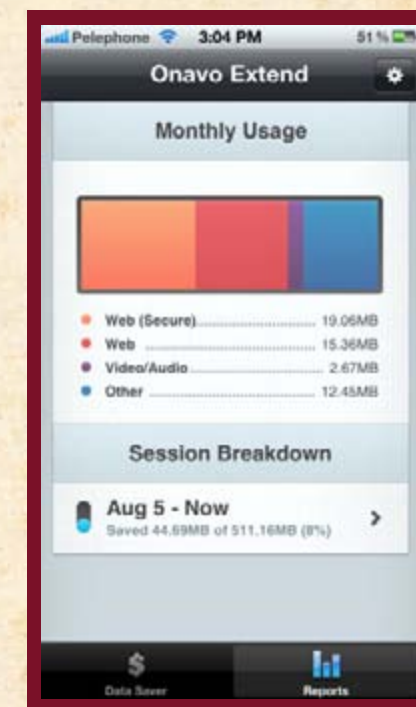 Pelephone 3:04 PM 51%
Onavo Extend
Monthly Usage
Web (Secure) 19.06MB
Web 15.36MB
Video/Audio 2.67MB
Other 12.45MB
Session Breakdown
Aug 5 - Now
Saved 44.69MB of 511.16MB (8%)
$
Data Saver Reports